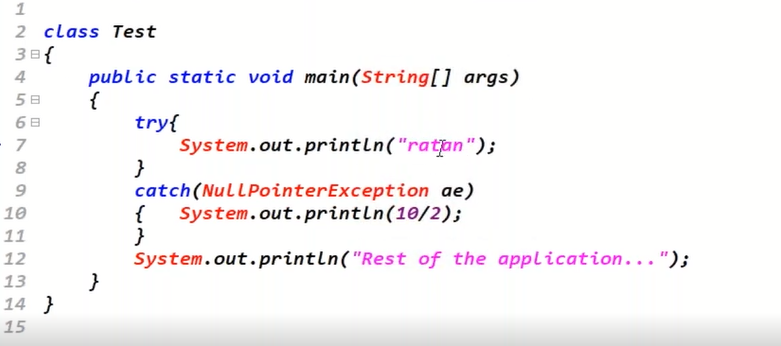 1
2 class Test
3 {
4 public static void main(String[] args)
5 {
6 try{
7 System.out.println("ratan");
8 }
9 catch(NullPointerException ae)
10 { System.out.println(10/2);
11 }
12 System.out.println("Rest of the application...");
13 }
14 }
15